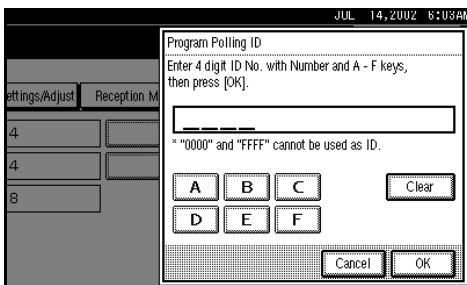 JUL 14,2002 6:03AM
Program Polling ID
Enter 4 digit ID No. with Number and A - F keys,
then press [OK].
ettings/Adjust
Reception M
4
4
8
* "0000" and "FFFF" cannot be used as ID.
A B C
Clear
D E F
Cancel OK